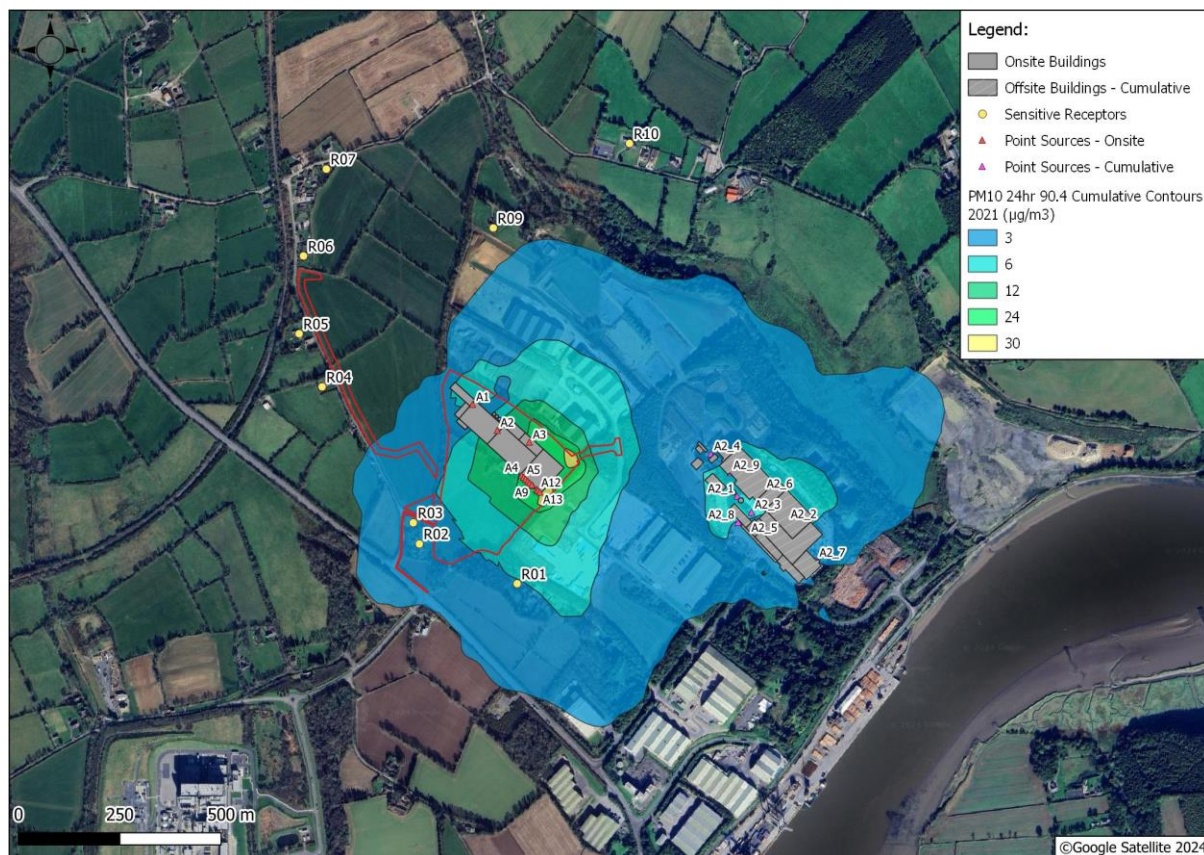 N
E
Legend:
Onsite Buildings
Offsite Buildings - Cumulative
Sensitive Receptors
Point Sources - Onsite
Point Sources - Cumulative
PM10 24hr 90.4 Cumulative Contours
2021 (µg/m3)
3
6
12
24
30
R10
R07
R09
R06
R05
R04
A1
A2
A3
A4
A5
A9
A12
A13
A2_4
A2_9
A2_6
A2_1
A2_3
A2_2
A2_8
A2_5
A2_7
R03
R02
R01
0
250
500 m